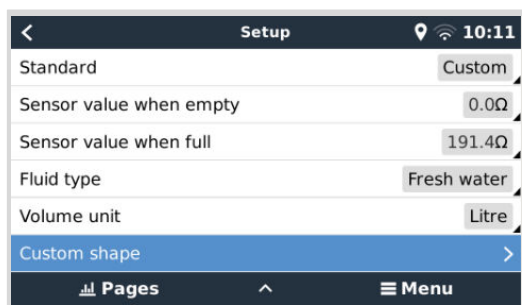 Setup 10:11
Standard Custom
Sensor value when empty 0.0Ω
Sensor value when full 191.4Ω
Fluid type Fresh water
Volume unit Litre
Custom shape
Pages Menu